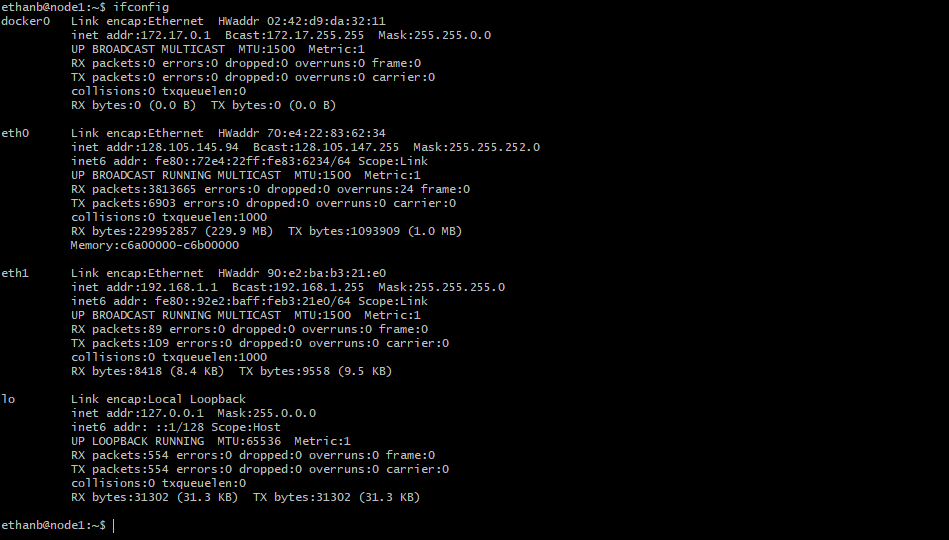 ethanb@node1:~$ ifconfig
docker0   Link encap:Ethernet  HWaddr 02:42:d9:da:32:11
          inet addr:172.17.0.1  Bcast:172.17.255.255  Mask:255.255.0.0
          UP BROADCAST MULTICAST  MTU:1500  Metric:1
          RX packets:0 errors:0 dropped:0 overruns:0 frame:0
          TX packets:0 errors:0 dropped:0 overruns:0 carrier:0
          collisions:0 txqueuelen:0
          RX bytes:0 (0.0 B)  TX bytes:0 (0.0 B)

eth0      Link encap:Ethernet  HWaddr 70:e4:22:83:62:34
          inet addr:128.105.145.94  Bcast:128.105.147.255  Mask:255.255.252.0
          inet6 addr: fe80::72e4:22ff:fe83:6234/64 Scope:Link
          UP BROADCAST RUNNING MULTICAST  MTU:1500  Metric:1
          RX packets:3813665 errors:0 dropped:0 overruns:24 frame:0
          TX packets:6903 errors:0 dropped:0 overruns:0 carrier:0
          collisions:0 txqueuelen:1000
          RX bytes:229952857 (229.9 MB)  TX bytes:1093909 (1.0 MB)
          Memory:c6a00000-c6b00000

eth1      Link encap:Ethernet  HWaddr 90:e2:ba:b3:21:e0
          inet addr:192.168.1.1  Bcast:192.168.1.255  Mask:255.255.255.0
          inet6 addr: fe80::92e2:baff:feb3:21e0/64 Scope:Link
          UP BROADCAST RUNNING MULTICAST  MTU:1500  Metric:1
          RX packets:89 errors:0 dropped:0 overruns:0 frame:0
          TX packets:109 errors:0 dropped:0 overruns:0 carrier:0
          collisions:0 txqueuelen:1000
          RX bytes:8418 (8.4 KB)  TX bytes:9558 (9.5 KB)

lo        Link encap:Local Loopback
          inet addr:127.0.0.1  Mask:255.0.0.0
          inet6 addr: ::1/128 Scope:Host
          UP LOOPBACK RUNNING  MTU:65536  Metric:1
          RX packets:554 errors:0 dropped:0 overruns:0 frame:0
          TX packets:554 errors:0 dropped:0 overruns:0 carrier:0
          collisions:0 txqueuelen:0
          RX bytes:31302 (31.3 KB)  TX bytes:31302 (31.3 KB)

ethanb@node1:~$